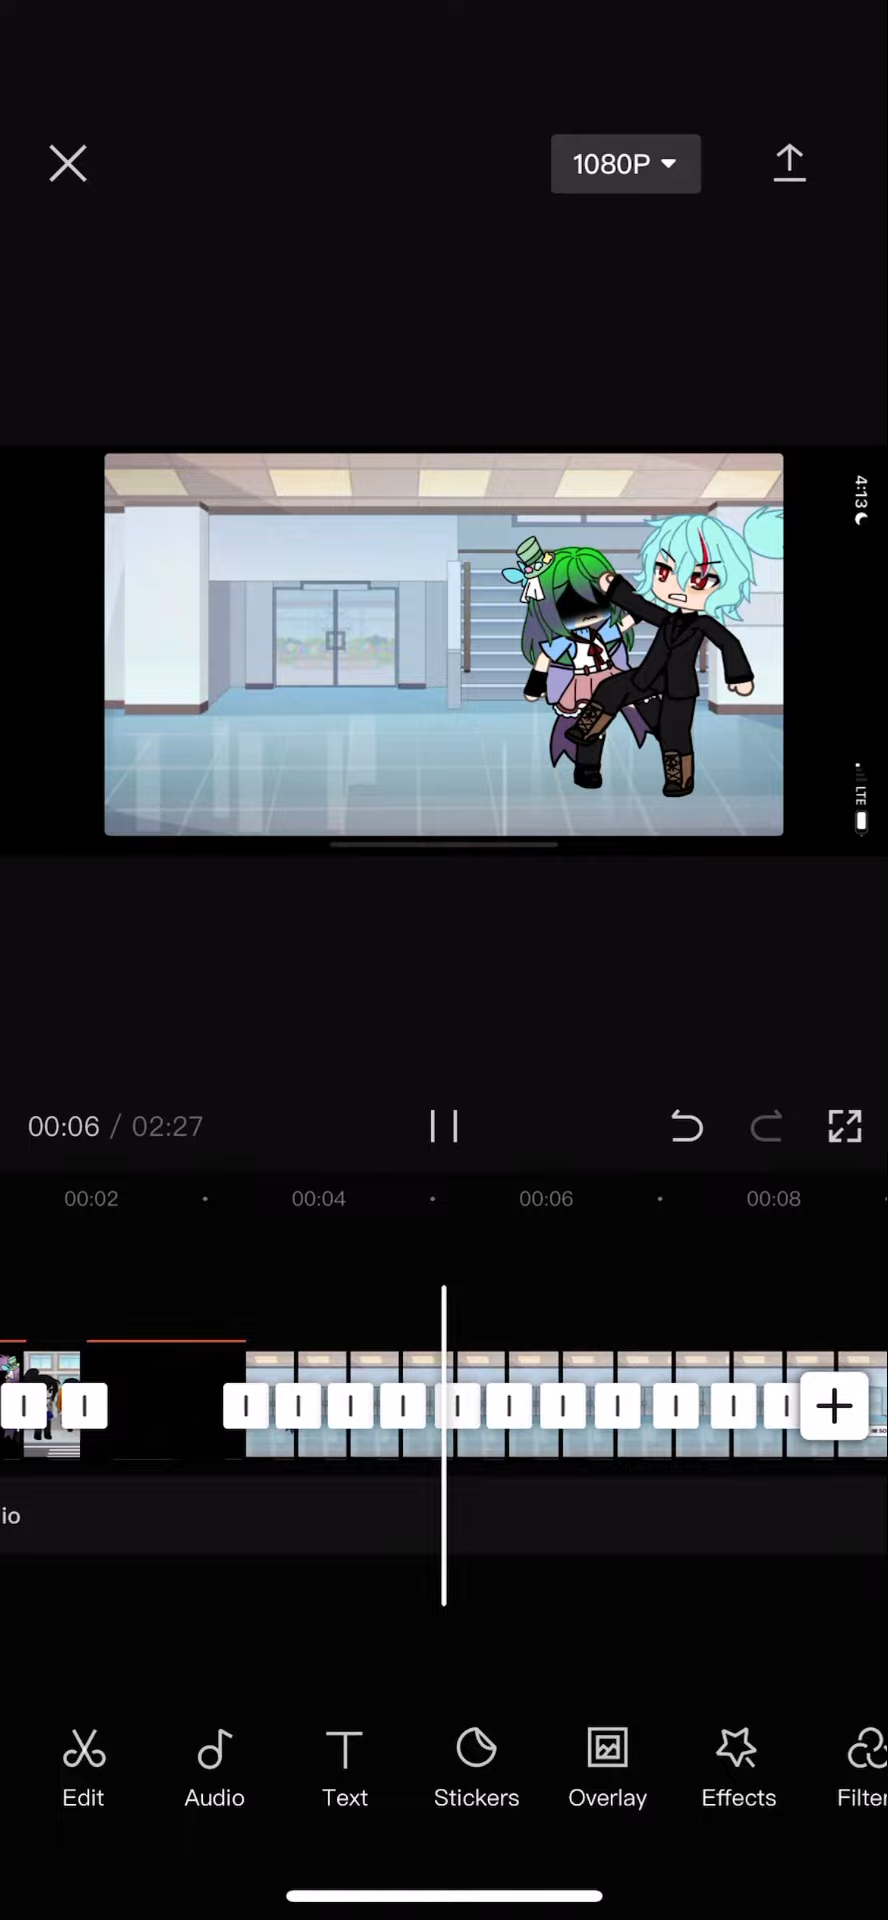 1080P
4:13
LTE
00:06 / 02:27
00:02 00:04 00:06 00:08
io
Edit Audio Text Stickers Overlay Effects Filter